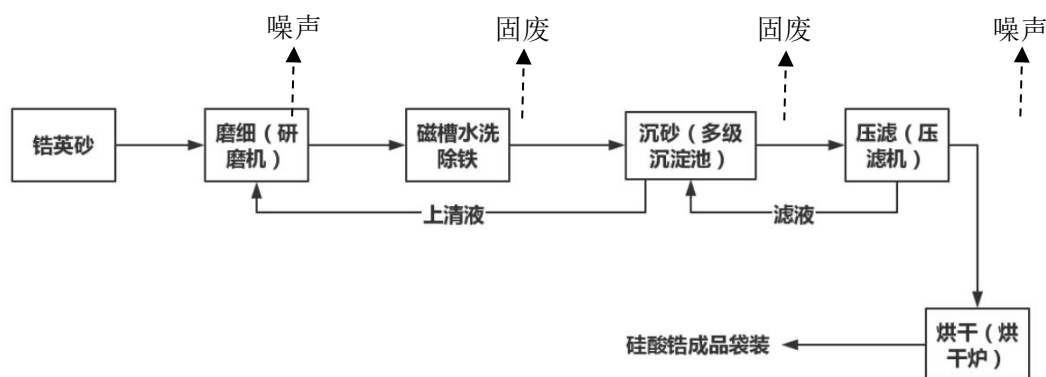 噪声
固废
固废
噪声
锆英砂
磨细（研
磨机）
磁槽水洗
除铁
沉砂（多级
沉淀池）
压滤（压
滤机）
上清液
滤液
硅酸锆成品袋装
烘干（烘
干炉）